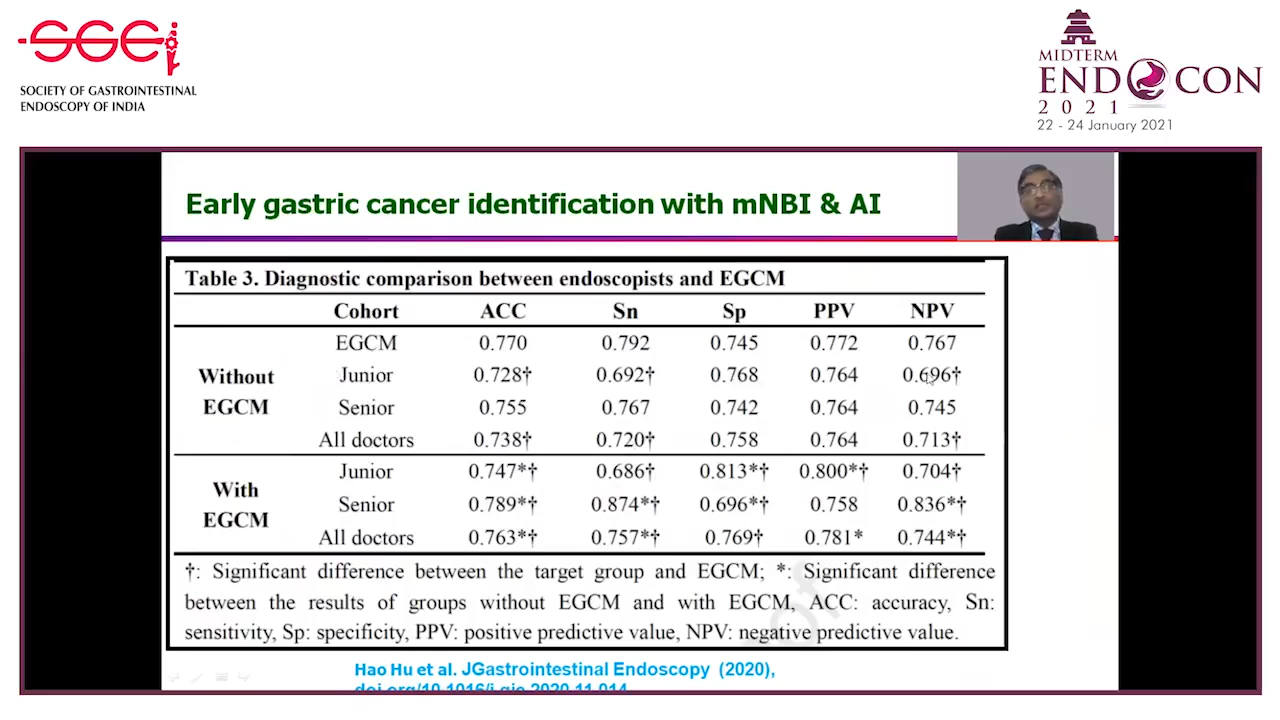 SGEi
SOCIETY OF GASTROINTESTINAL
ENDOSCOPY OF INDIA
MIDTERM
ENDOCON
2021
22 - 24 January 2021
Early gastric cancer identification with mNBI & AI
Table 3. Diagnostic comparison between endoscopists and EGCM
Cohort ACC Sn Sp PPV NPV
EGCM 0.770 0.792 0.745 0.772 0.767
Without EGCM Junior 0.728† 0.692† 0.768 0.764 0.696†
Senior 0.755 0.767 0.742 0.764 0.745
All doctors 0.738† 0.720† 0.758 0.764 0.713†
Junior 0.747*† 0.686† 0.813*† 0.800*† 0.704†
With EGCM Senior 0.789*† 0.874*† 0.696*† 0.758 0.836*†
All doctors 0.763*† 0.757*† 0.769† 0.781* 0.744*†
†: Significant difference between the target group and EGCM; *: Significant difference
between the results of groups without EGCM and with EGCM, ACC: accuracy, Sn:
sensitivity, Sp: specificity, PPV: positive predictive value, NPV: negative predictive value.
Hao Hu et al. JGastrointestinal Endoscopy (2020),
doi.org/10.1016/j.gie.2020.11.014